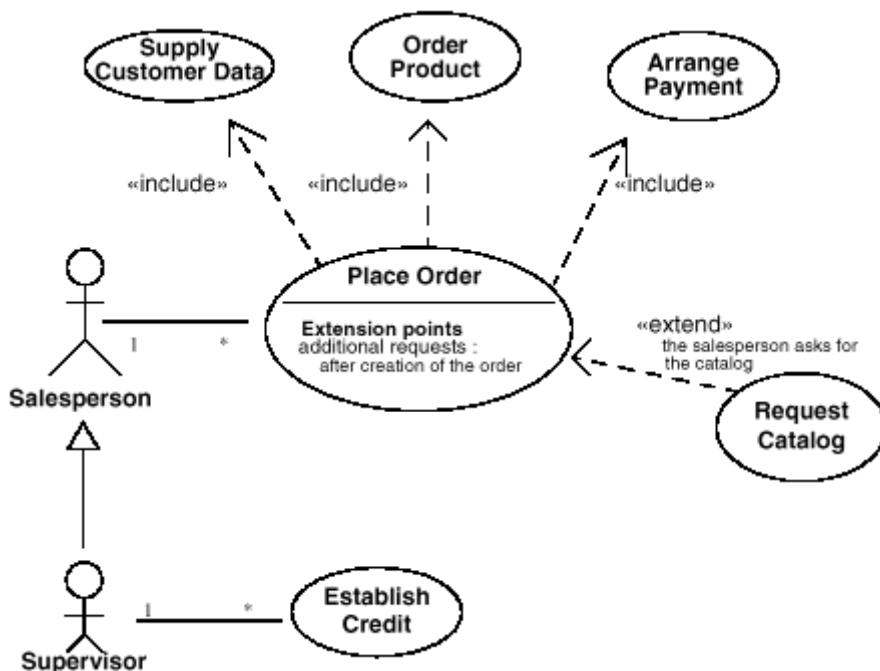 Supply
Customer Data
Order
Product
Arrange
Payment
«include»
«include»
«include»
Place Order
Extension points
additional requests :
after creation of the order
1
*
Salesperson
«extend»
the salesperson asks for
the catalog
Request
Catalog
1
*
Establish
Credit
Supervisor